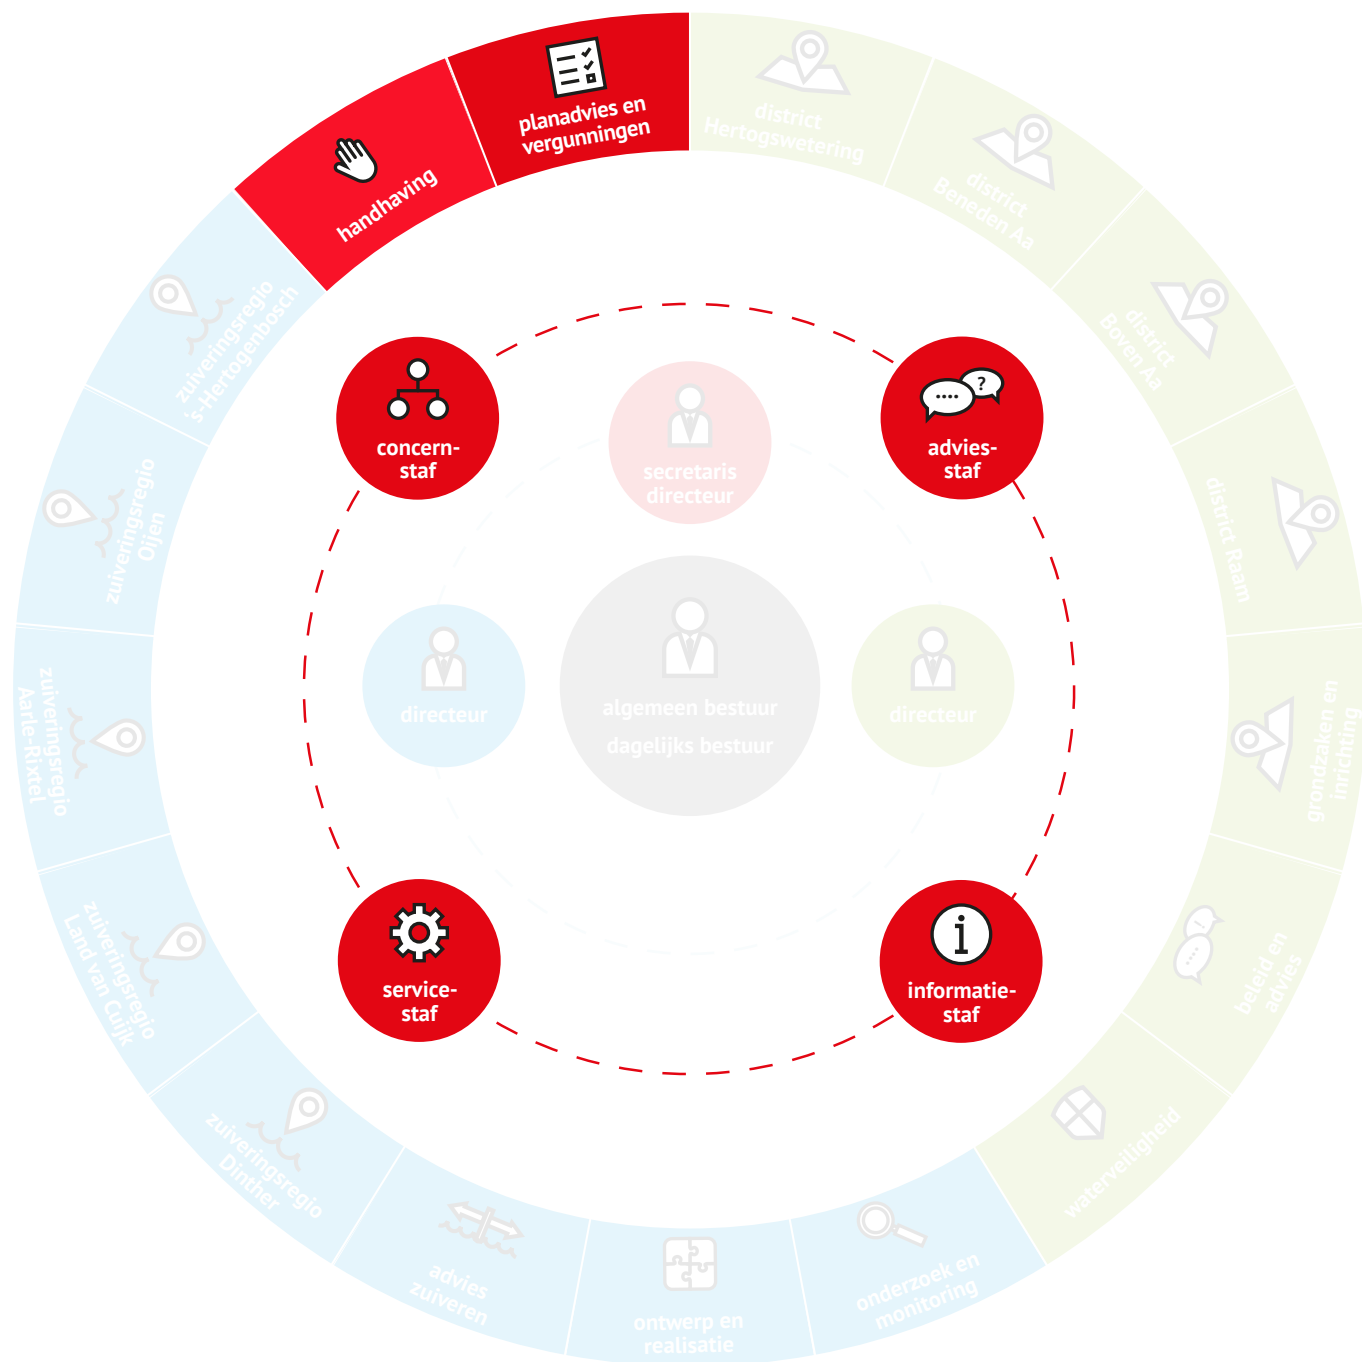 planadvies en
vergunningen
handhaving
district
Hertogswetering
district
Beneden Aa
district
Boven Aa
district Raam
grondzaken en
inrichting
beleid en
advies
waterveiligheid
onderzoek en
monitoring
ontwerp en
realisatie
advies
zuiveren
zuiveringsregio
Dinther
zuiveringsregio
Land van Cuijk
zuiveringsregio
Aarle-Rixtel
zuiveringsregio
Oijen
zuiveringsregio
's-Hertogenbosch
concern-
staf
?
advies-
staf
secretaris
directeur
directeur
algemeen bestuur
dagelijks bestuur
directeur
service-
staf
i
informatie-
staf